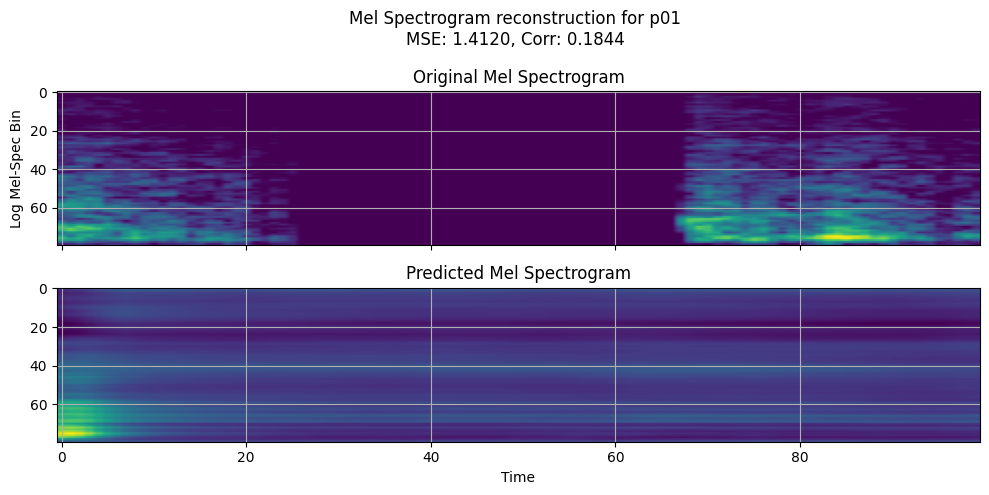 Mel Spectrogram reconstruction for p01
MSE: 1.4120, Corr: 0.1844
Original Mel Spectrogram
Log Mel-Spec Bin
0
20
40
60
Predicted Mel Spectrogram
0
20
40
60
0 20 40 60 80
Time